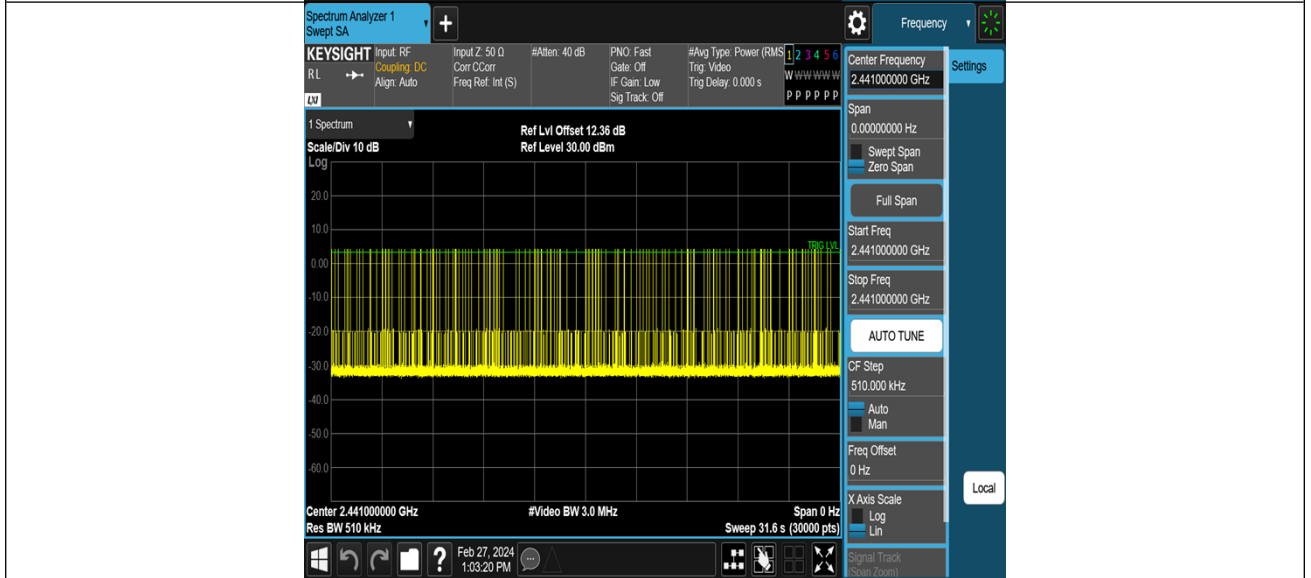 Spectrum Analyzer 1
Swept SA
+
Frequency
KEYSIGHT
RL
LXI
Input: RF
Coupling: DC
Align: Auto
Input Z: 50 Ω
Corr CCorr
Freq Ref: Int (S)
#Atten: 40 dB
PNO: Fast
Gate: Off
IF Gain: Low
Sig Track: Off
#Avg Type: Power (RMS
Trig: Video
Trig Delay: 0.000 s
1 2 3 4 5 6
W W W W W W
P P P P P P
1 Spectrum
Scale/Div 10 dB
Ref Lvl Offset 12.36 dB
Ref Level 30.00 dBm
Log
20.0
10.0
0.00
-10.0
-20.0
-30.0
-40.0
-50.0
-60.0
TRIG LVL
Center 2.441000000 GHz
Res BW 510 kHz
#Video BW 3.0 MHz
Span 0 Hz
Sweep 31.6 s (30000 pts)
Center Frequency
2.441000000 GHz
Settings
Span
0.00000000 Hz
Swept Span
Zero Span
Full Span
Start Freq
2.441000000 GHz
Stop Freq
2.441000000 GHz
AUTO TUNE
CF Step
510.000 kHz
Auto
Man
Freq Offset
0 Hz
X Axis Scale
Log
Lin
Local
Signal Track
(Span Zoom)
?
Feb 27, 2024
1:03:20 PM